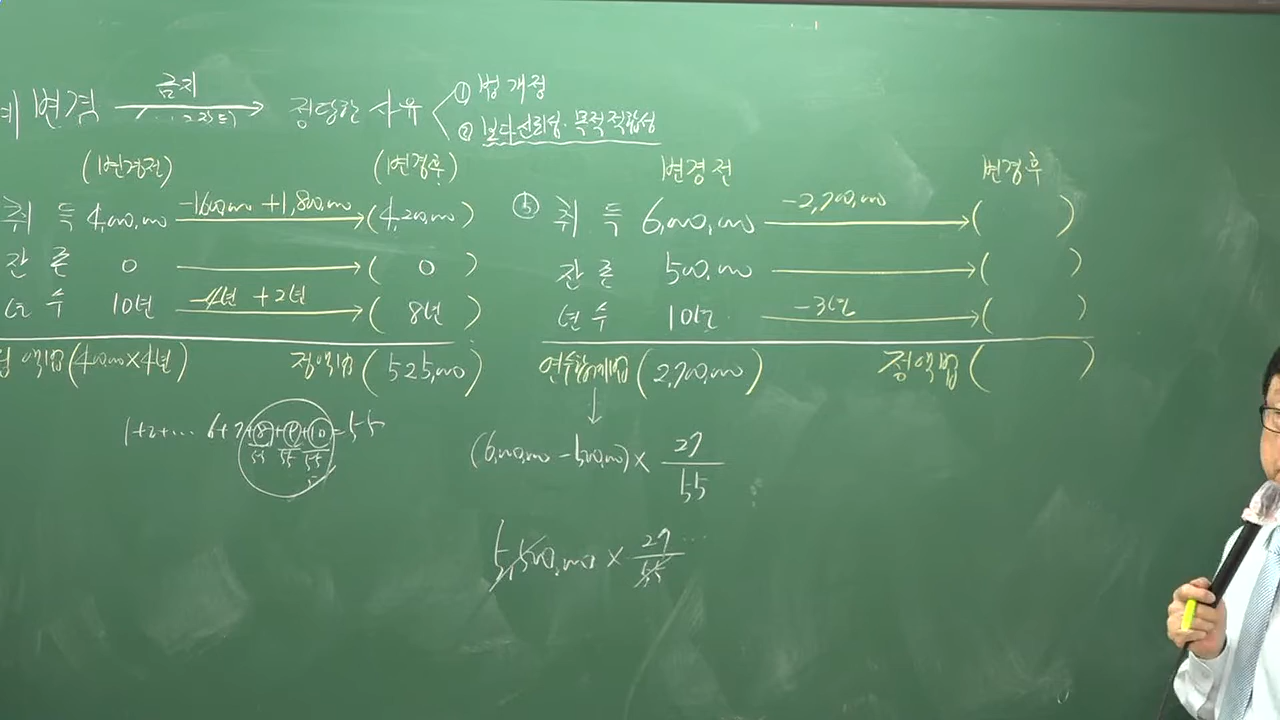 변경 금지 정당한 사유 ① 법 개정
② 보다 신뢰성·목적적합성
(변경전) (변경후)
취득 4,000,000 -1,600,000 +1,800,000 (4,200,000)
잔존 0 ( 0 )
년수 10년 -4년 +2년 ( 8년 )
액법(400,000×4년) 정액법(525,000)
1+2+… 6+7+⑧+⑨+⑩=55
55 55 55
변경전 변경후
⑤ 취득 6,000,000 -2,700,000 ( )
잔존 500,000 ( )
년수 10년 -3년 ( )
연수합계법(2,700,000) 정액법( )
(6,000,000-500,000)× 27/55
5,500,000× 27/55